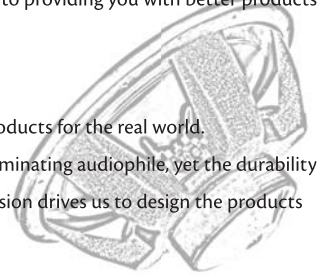 to providing you with better products
oducts for the real world.
minating audiophile, yet the durability
sion drives us to design the products